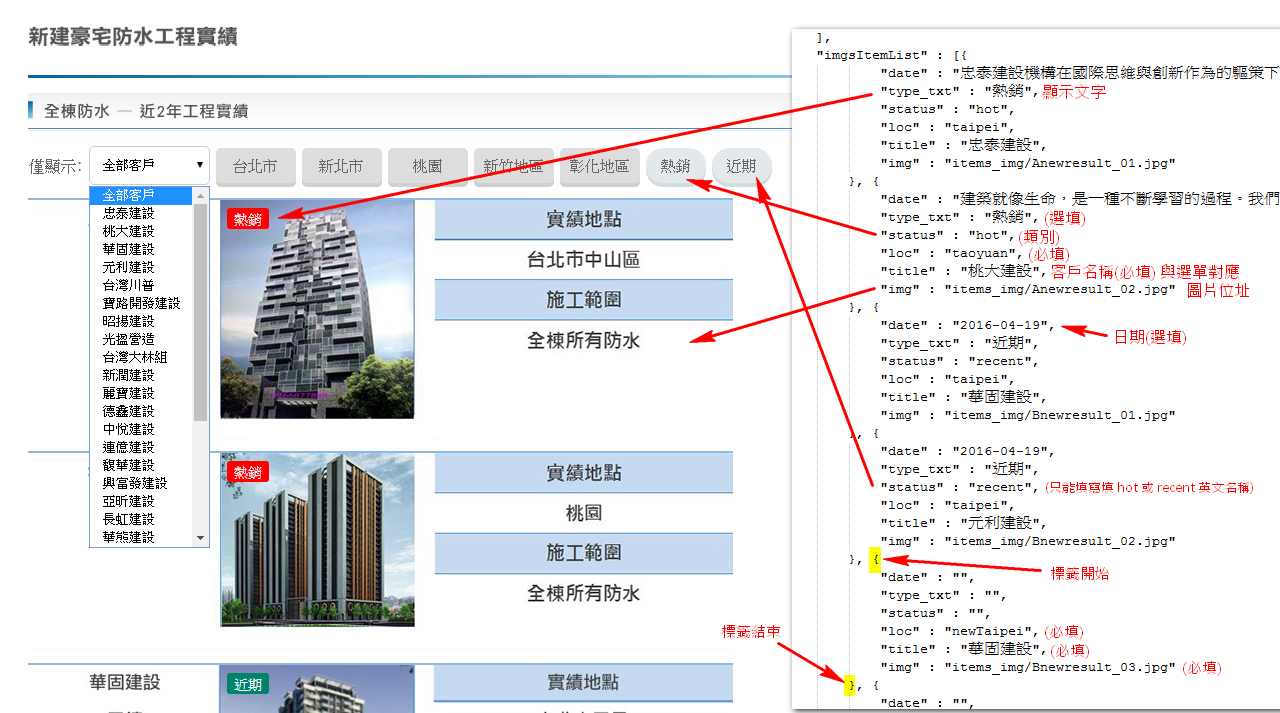 新建豪宅防水工程實績
全棟防水 — 近2年工程實績
僅顯示: 全部客戶 台北市 新北市 桃園 新竹地區 彰化地區 熱銷 近期
全部客戶
忠泰建設
桃大建設
華固建設
元利建設
台灣川普
寶路開發建設
昭揚建設
光搵營造
台灣大林組
新潤建設
麗寶建設
德鑫建設
中悅建設
連億建設
馥華建設
興富發建設
亞昕建設
長虹建設
華熊建設
熱銷
實績地點
台北市中山區
施工範圍
全棟所有防水
熱銷
實績地點
桃園
施工範圍
全棟所有防水
華固建設
近期
實績地點
],
"imgsItemList" : [{
"date" : "忠泰建設機構在國際思維與創新作為的驅策下
"type_txt" : "熱銷", 顯示文字
"status" : "hot",
"loc" : "taipei",
"title" : "忠泰建設",
"img" : "items_img/Anewresult_01.jpg"
}, {
"date" : "建築就像生命，是一種不斷學習的過程。我們
"type_txt" : "熱銷", (選填)
"status" : "hot", (類別)
"loc" : "taoyuan", (必填)
"title" : "桃大建設", 客戶名稱(必填) 與選單對應
"img" : "items_img/Anewresult_02.jpg" 圖片位址
}, {
"date" : "2016-04-19", 日期(選填)
"type_txt" : "近期",
"status" : "recent",
"loc" : "taipei",
"title" : "華固建設",
"img" : "items_img/Bnewresult_01.jpg"
}, {
"date" : "2016-04-19",
"type_txt" : "近期",
"status" : "recent", (只能填寫填 hot 或 recent 英文名稱)
"loc" : "taipei",
"title" : "元利建設",
"img" : "items_img/Bnewresult_02.jpg"
}, { 標籤開始
"date" : "",
"type_txt" : "",
"status" : "",
"loc" : "newTaipei", (必填)
"title" : "華固建設", (必填)
"img" : "items_img/Bnewresult_03.jpg" (必填)
標籤結束 }, {
"date" : "",